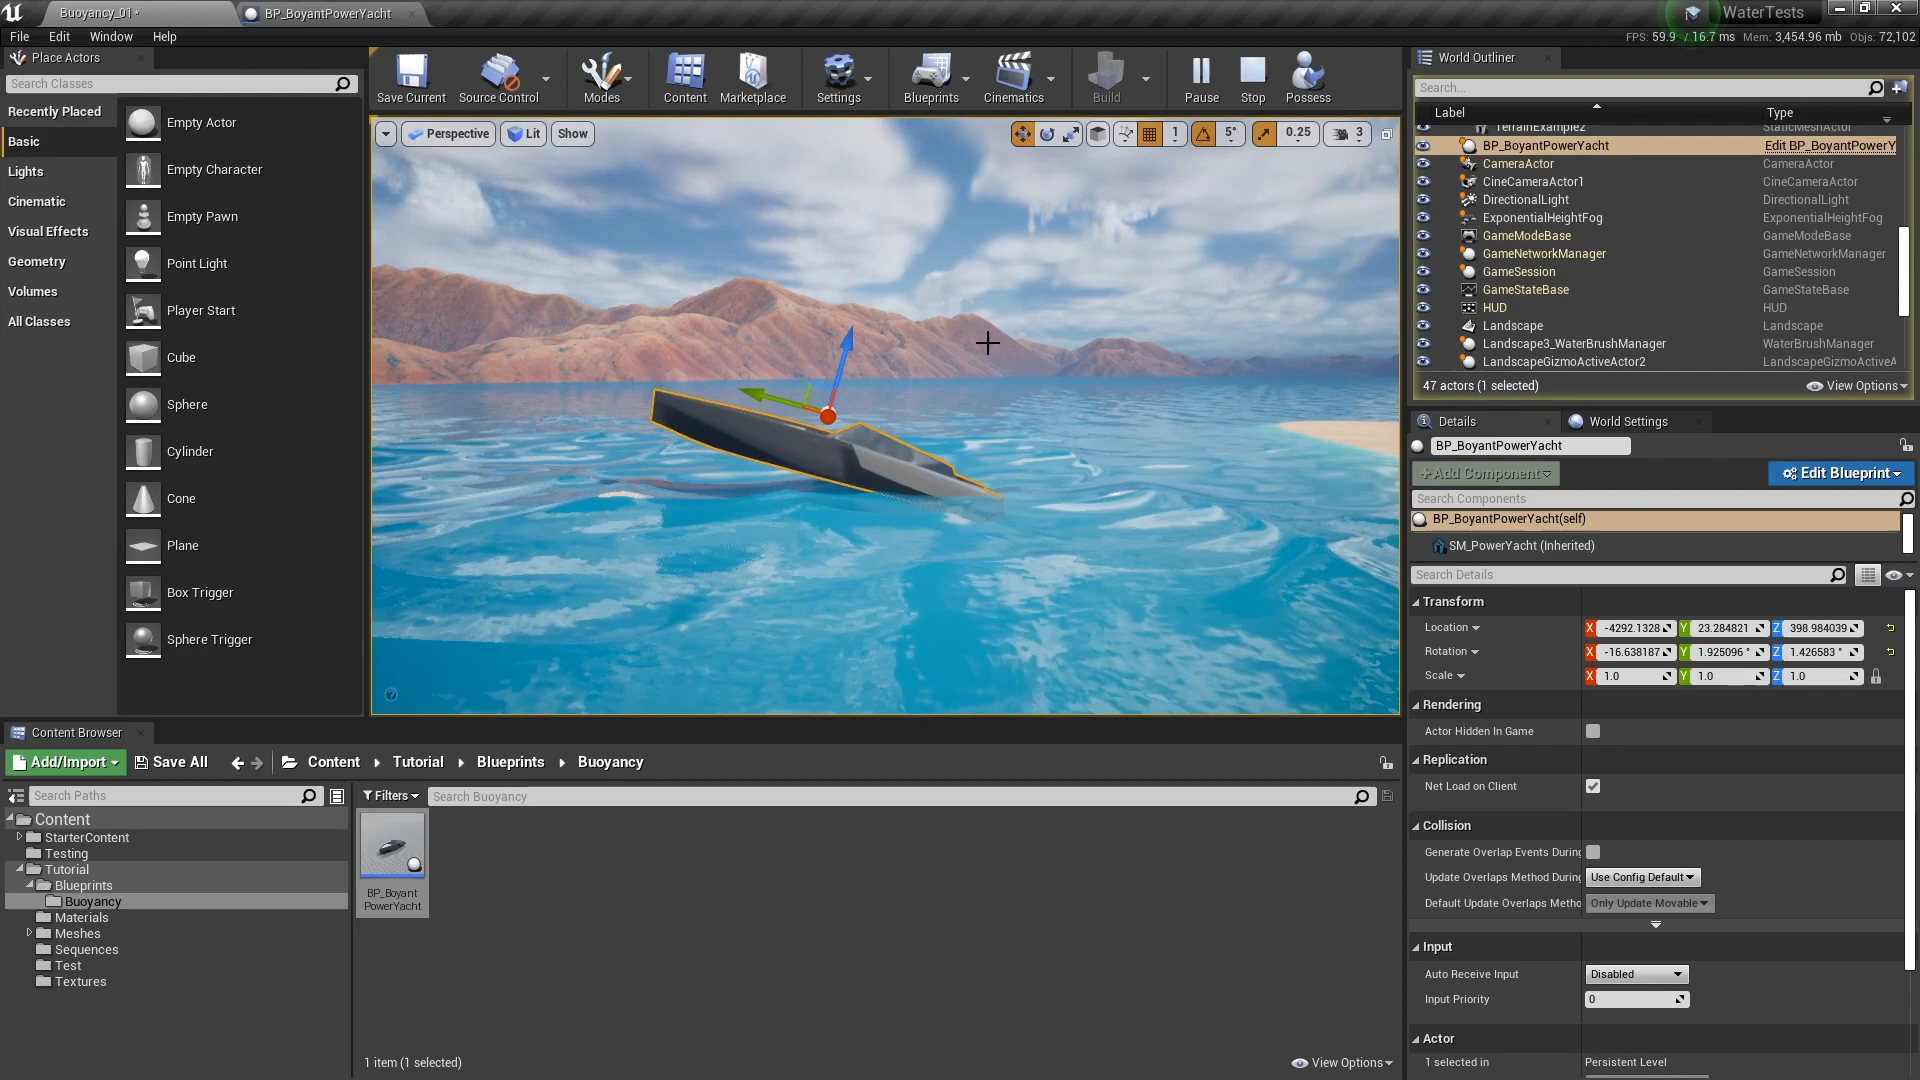 Buoyancy_01*
BP_BoyantPowerYacht
WaterTests
File Edit Window Help
FPS: 59.9 / 16.7 ms Mem: 3,454.96 mb Objs: 72,102
Place Actors
Search Classes
Recently Placed
Basic
Lights
Cinematic
Visual Effects
Geometry
Volumes
All Classes
Empty Actor
Empty Character
Empty Pawn
Point Light
Player Start
Cube
Sphere
Cylinder
Cone
Plane
Box Trigger
Sphere Trigger
Save Current
Source Control
Modes
Content
Marketplace
Settings
Blueprints
Cinematics
Build
Pause
Stop
Possess
Perspective
Lit
Show
1
5°
0.25
3
World Outliner
Search...
Label Type
TerrainExample2 StaticMeshActor
BP_BoyantPowerYacht Edit BP_BoyantPowerY
CameraActor CameraActor
CineCameraActor1 CineCameraActor
DirectionalLight DirectionalLight
ExponentialHeightFog ExponentialHeightFog
GameModeBase GameModeBase
GameNetworkManager GameNetworkManager
GameSession GameSession
GameStateBase GameStateBase
HUD HUD
Landscape Landscape
Landscape3_WaterBrushManager WaterBrushManager
LandscapeGizmoActiveActor2 LandscapeGizmoActiveA
47 actors (1 selected) View Options
Details
World Settings
BP_BoyantPowerYacht
+Add Component
Edit Blueprint
Search Components
BP_BoyantPowerYacht(self)
SM_PowerYacht (Inherited)
Search Details
Transform
Location X -4292.1328 Y 23.284821 Z 398.984039
Rotation X -16.638187 Y 1.925096 ° Z 1.426583 °
Scale X 1.0 Y 1.0 Z 1.0
Rendering
Actor Hidden In Game
Replication
Net Load on Client
Collision
Generate Overlap Events During
Update Overlaps Method During Use Config Default
Default Update Overlaps Metho Only Update Movable
Input
Auto Receive Input Disabled
Input Priority 0
Actor
1 selected in Persistent Level
Content Browser
Add/Import
Save All
Content
Tutorial
Blueprints
Buoyancy
Search Paths
Filters
Search Buoyancy
Content
StarterContent
Testing
Tutorial
Blueprints
Buoyancy
Materials
Meshes
Sequences
Test
Textures
BP_Boyant
PowerYacht
1 item (1 selected)
View Options